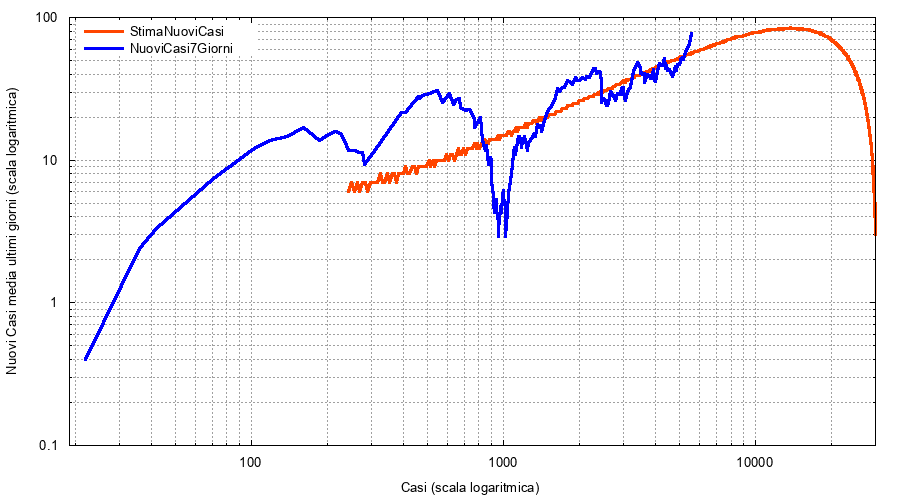 100
10
1
0.1
Nuovi Casi media ultimi giorni (scala logaritmica)
StimaNuoviCasi
NuoviCasi7Giorni
100
1000
10000
Casi (scala logaritmica)